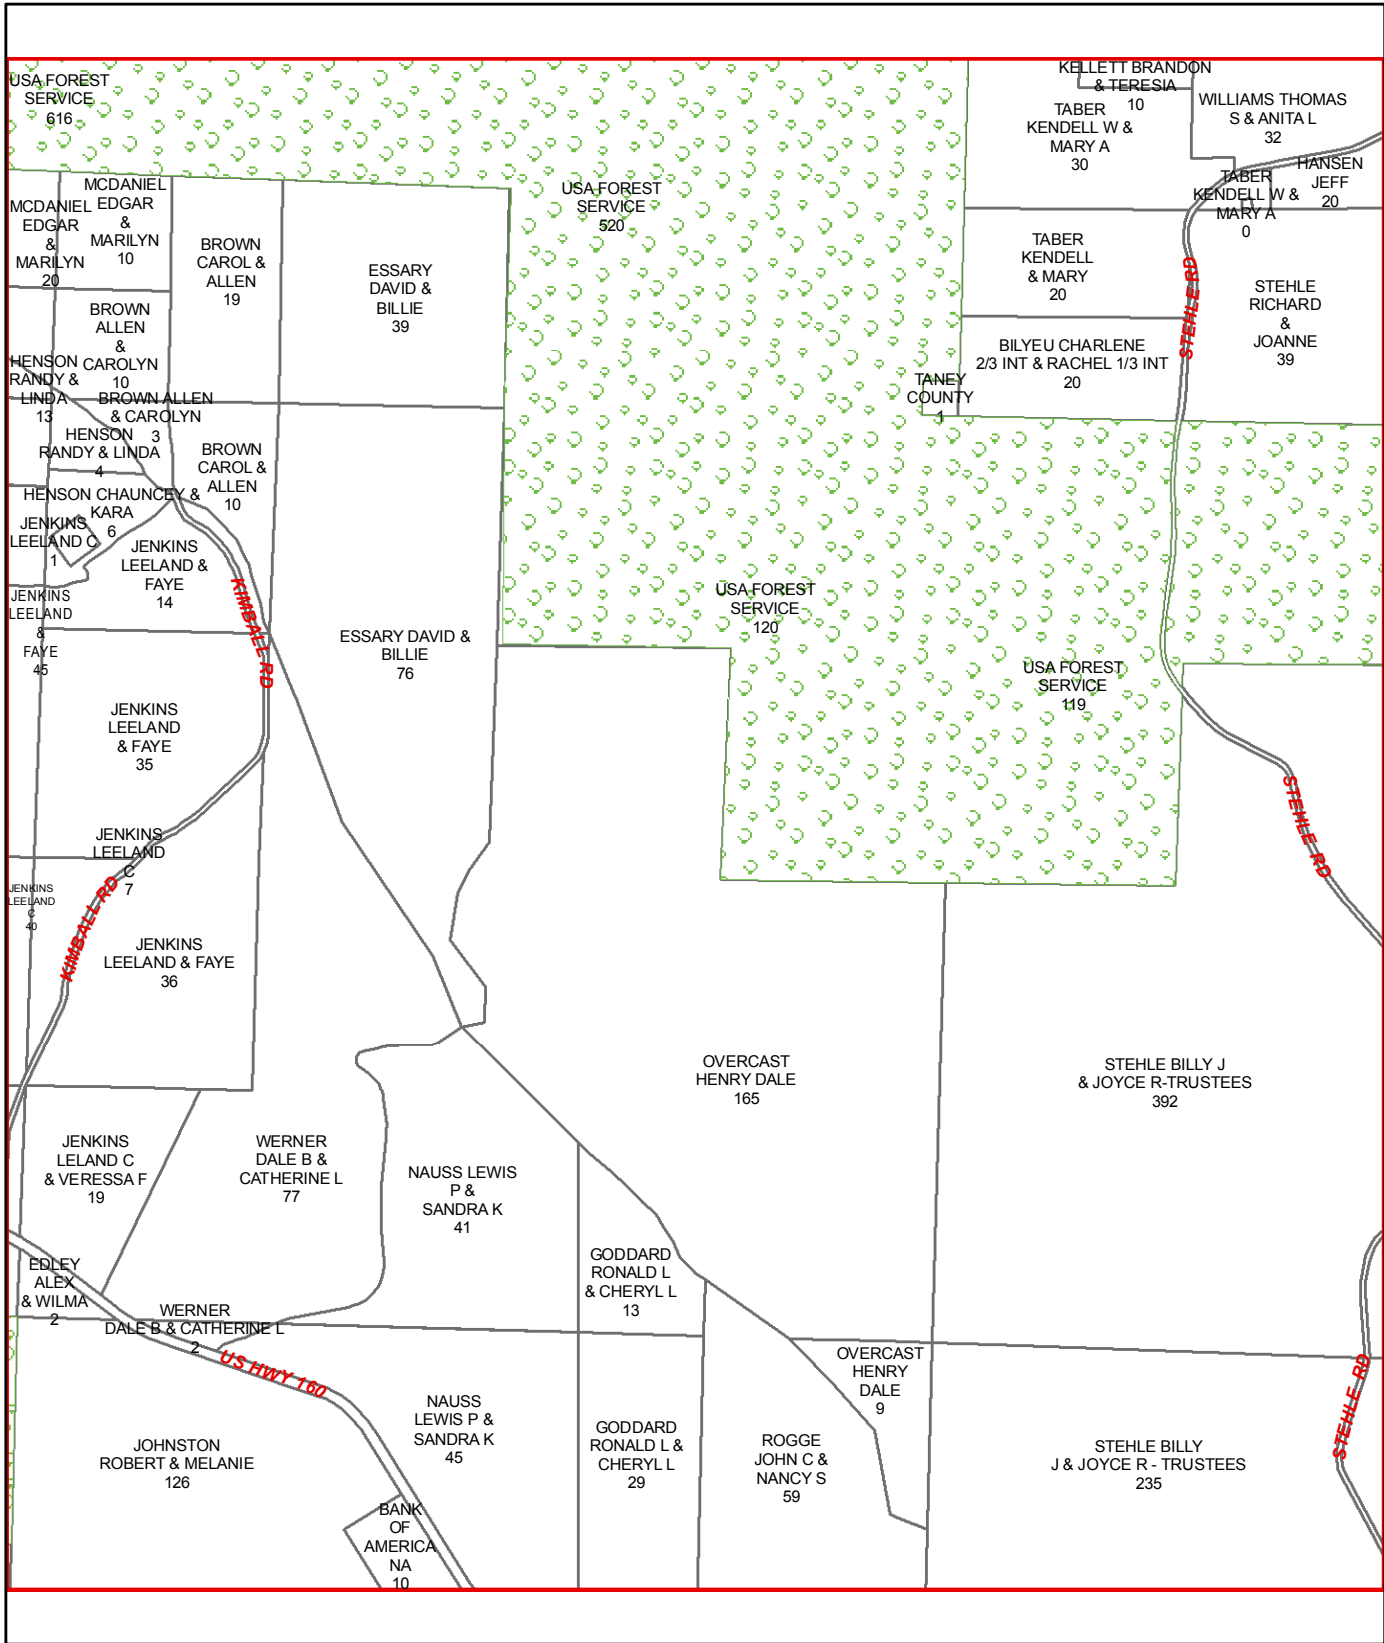 USA FOREST
SERVICE
616
KELLETT BRANDON
& TERESIA
10
TABER
KENDELL W &
MARY A
30
WILLIAMS THOMAS
S & ANITA L
32
HANSEN
JEFF
20
TABER
KENDELL W &
MARY A
0
MCDANIEL
EDGAR
&
MARILYN
20
MCDANIEL
EDGAR
&
MARILYN
10
BROWN
CAROL &
ALLEN
19
ESSARY
DAVID &
BILLIE
39
USA FOREST
SERVICE
520
TABER
KENDELL
& MARY
20
STEHLE RD
STEHLE
RICHARD
&
JOANNE
39
BROWN
ALLEN
&
CAROLYN
10
HENSON
RANDY &
LINDA
13
BROWN ALLEN
& CAROLYN
3
BILYEU CHARLENE
2/3 INT & RACHEL 1/3 INT
20
TANEY
COUNTY
1
HENSON
RANDY & LINDA
4
BROWN
CAROL &
ALLEN
10
HENSON CHAUNCEY &
KARA
6
JENKINS
LEELAND C
1
JENKINS
LEELAND &
FAYE
14
KIMBALL RD
JENKINS
LEELAND
&
FAYE
45
ESSARY DAVID &
BILLIE
76
USA FOREST
SERVICE
120
USA FOREST
SERVICE
119
JENKINS
LEELAND
& FAYE
35
STEHLE RD
JENKINS
LEELAND
C
7
JENKINS
LEELAND
C
40
KIMBALL RD
JENKINS
LEELAND & FAYE
36
OVERCAST
HENRY DALE
165
STEHLE BILLY J
& JOYCE R-TRUSTEES
392
JENKINS
LELAND C
& VERESSA F
19
WERNER
DALE B &
CATHERINE L
77
NAUSS LEWIS
P &
SANDRA K
41
GODDARD
RONALD L
& CHERYL L
13
EDLEY
ALEX
& WILMA
2
WERNER
DALE B & CATHERINE L
2
US HWY 160
OVERCAST
HENRY
DALE
9
STEHLE RD
NAUSS
LEWIS P &
SANDRA K
45
GODDARD
RONALD L &
CHERYL L
29
ROGGE
JOHN C &
NANCY S
59
STEHLE BILLY
J & JOYCE R - TRUSTEES
235
JOHNSTON
ROBERT & MELANIE
126
BANK
OF
AMERICA
NA
10